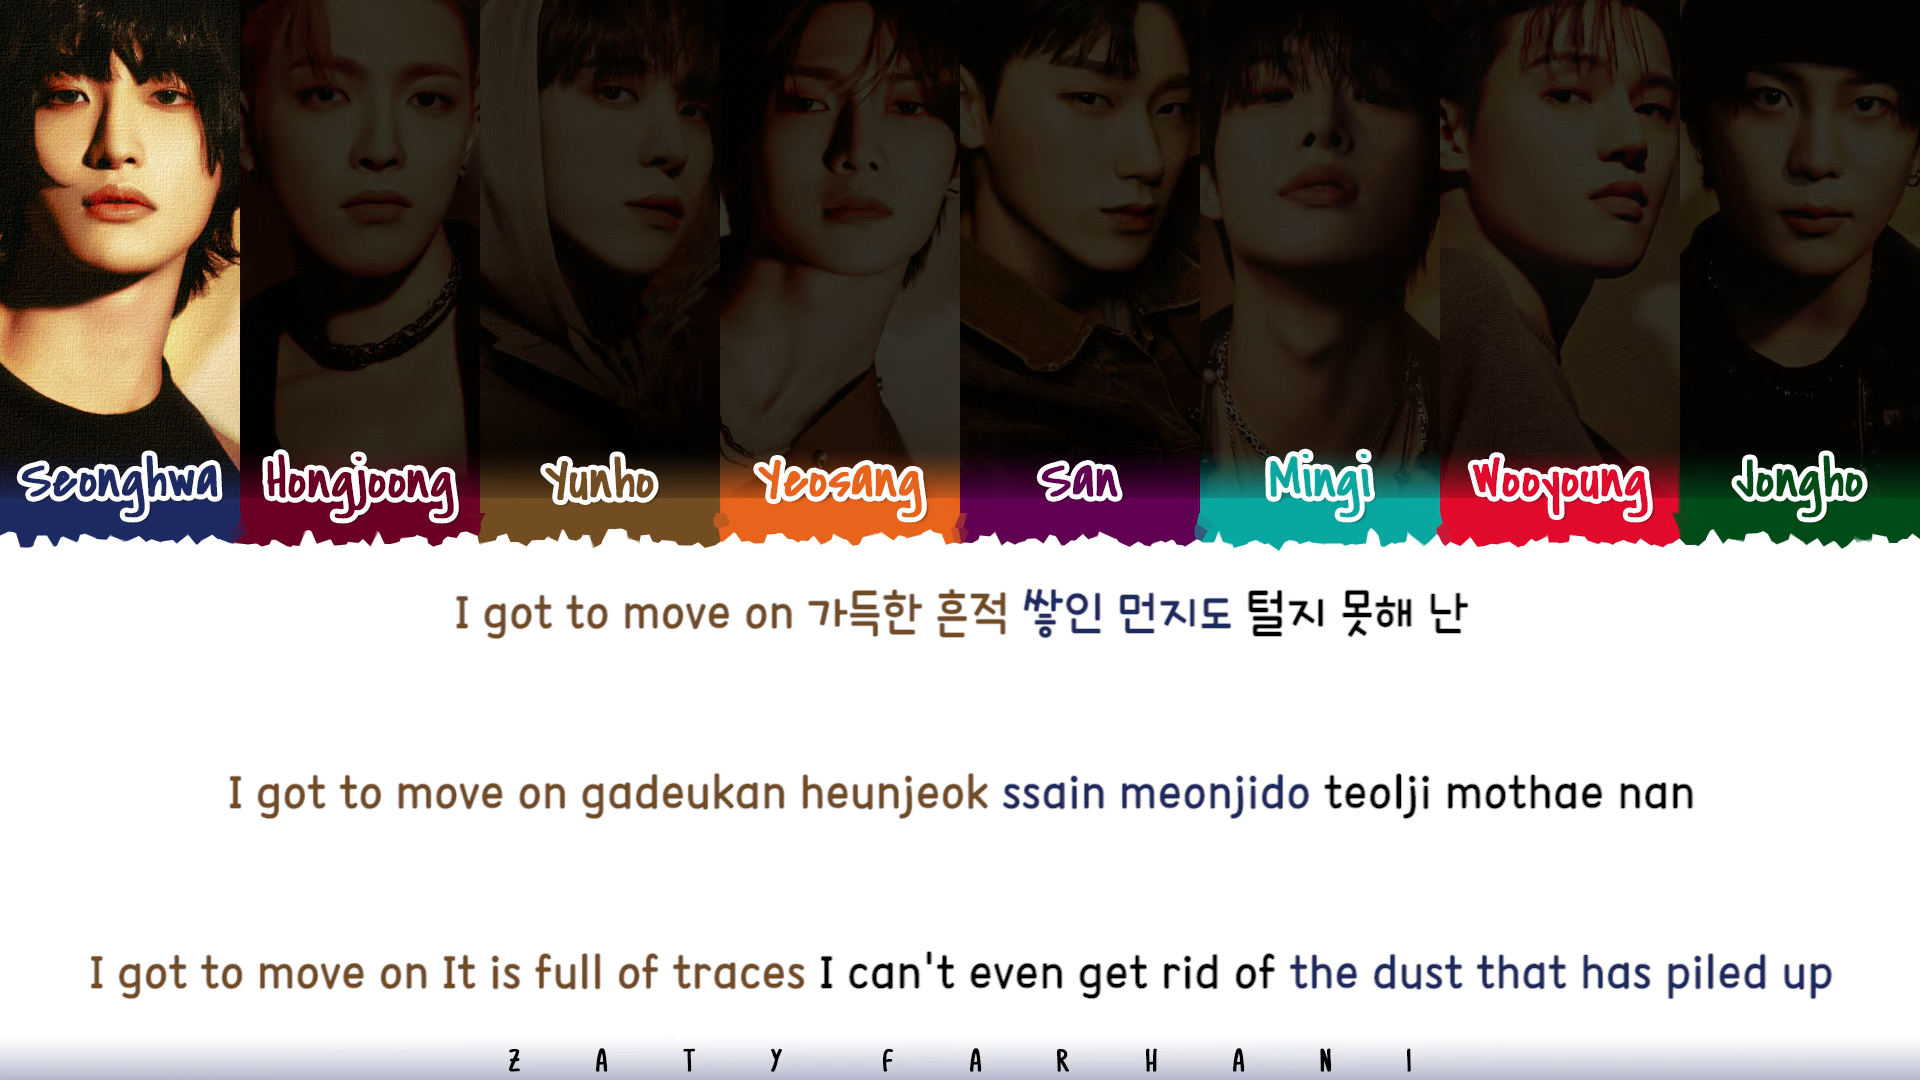 Seonghwa Hongjoong Yunho Yeosang San Mingi Wooyoung Jongho
I got to move on 가득한 흔적 쌓인 먼지도 털지 못해 난
I got to move on gadeukan heunjeok ssain meonjido teolji mothae nan
I got to move on It is full of traces I can't even get rid of the dust that has piled up
ZATY FARHANI